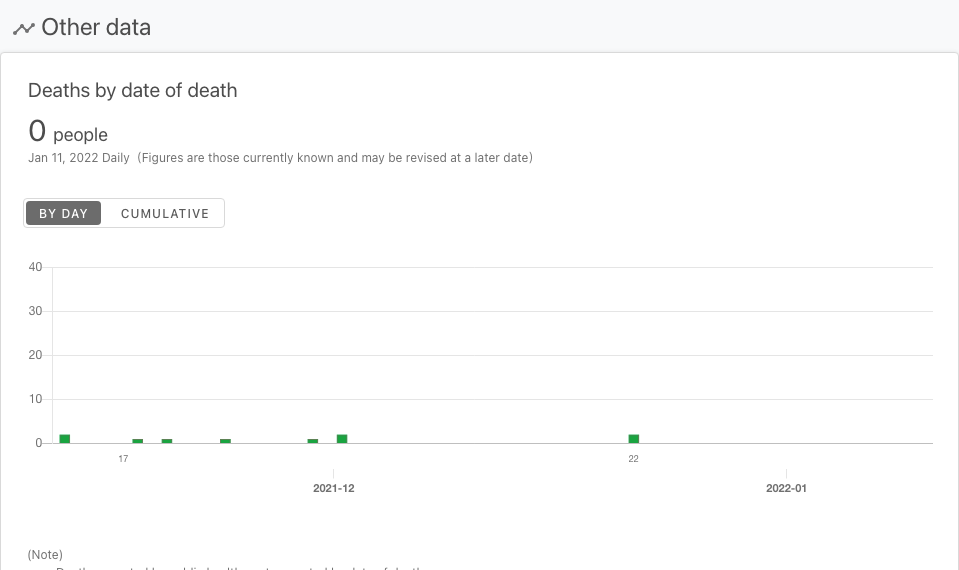 Other data
Deaths by date of death
0 people
Jan 11, 2022 Daily (Figures are those currently known and may be revised at a later date)
BY DAY CUMULATIVE
40
30
20
10
0
17 22
2021-12 2022-01
(Note)